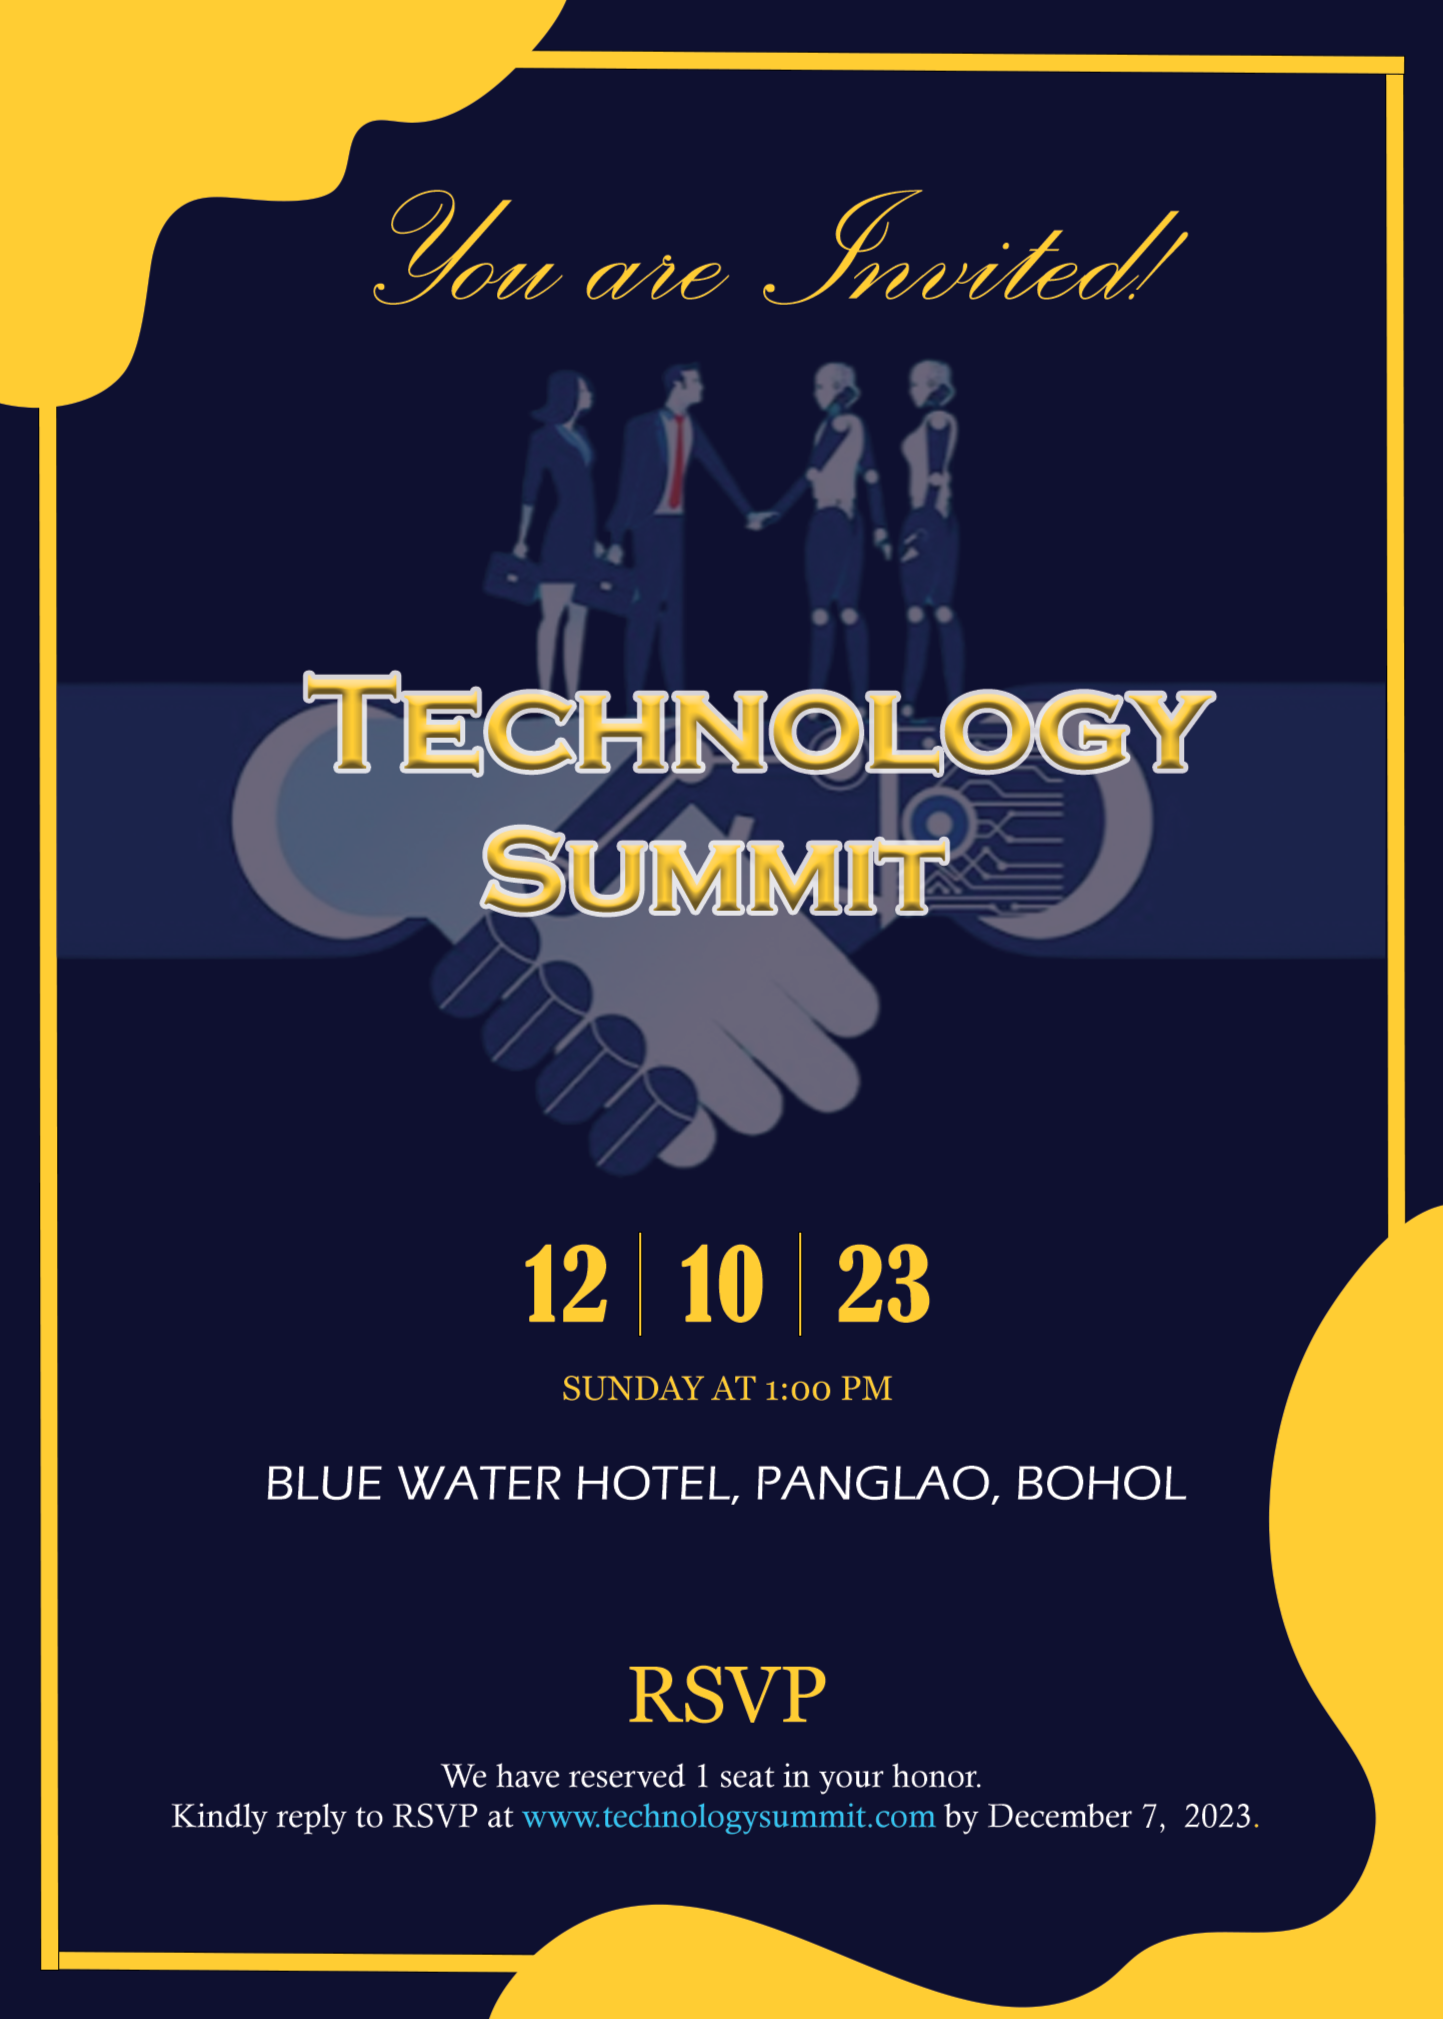 You are Invited!
TECHNOLOGY
SUMMIT
12 | 10 | 23
SUNDAY AT 1:00 PM
BLUE WATER HOTEL, PANGLAO, BOHOL
RSVP
We have reserved 1 seat in your honor.
Kindly reply to RSVP at www.technologysummit.com by December 7,  2023.